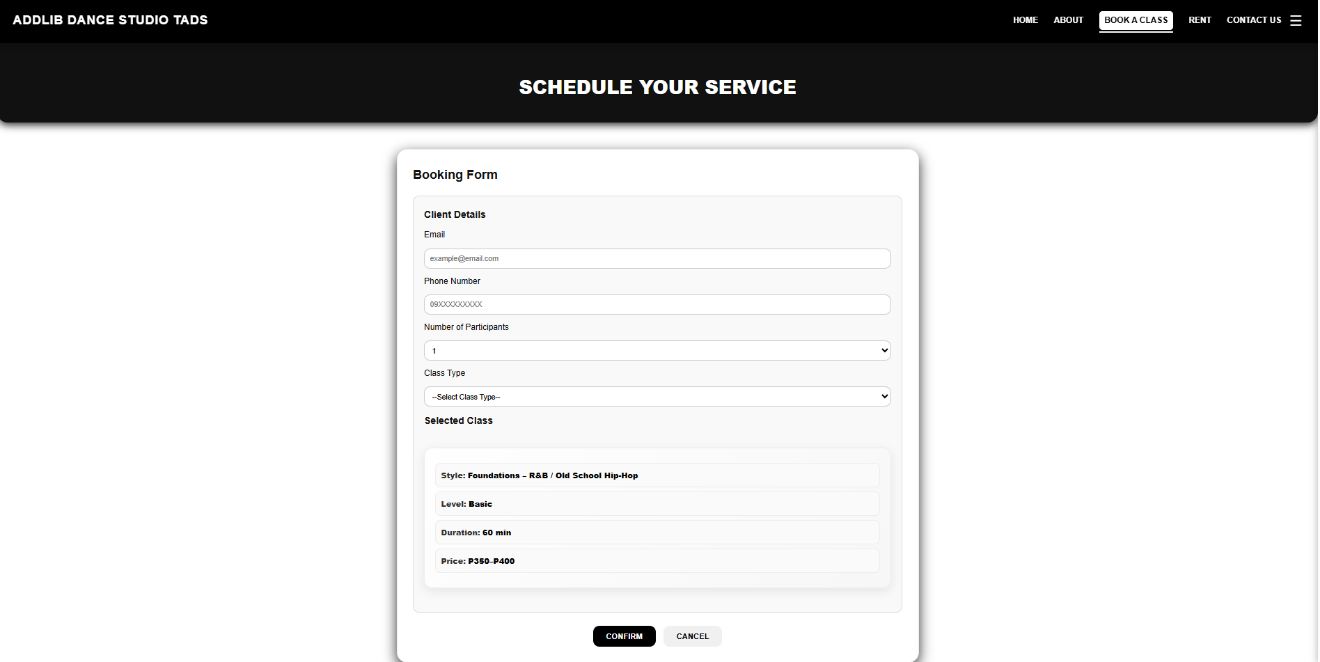 ADDLIB DANCE STUDIO TADS
HOME ABOUT BOOK A CLASS RENT CONTACT US
SCHEDULE YOUR SERVICE
Booking Form
Client Details
Email
example@email.com
Phone Number
09XXXXXXXXX
Number of Participants
1
Class Type
--Select Class Type--
Selected Class
Style: Foundations – R&B / Old School Hip-Hop
Level: Basic
Duration: 60 min
Price: ₱350–₱400
CONFIRM CANCEL